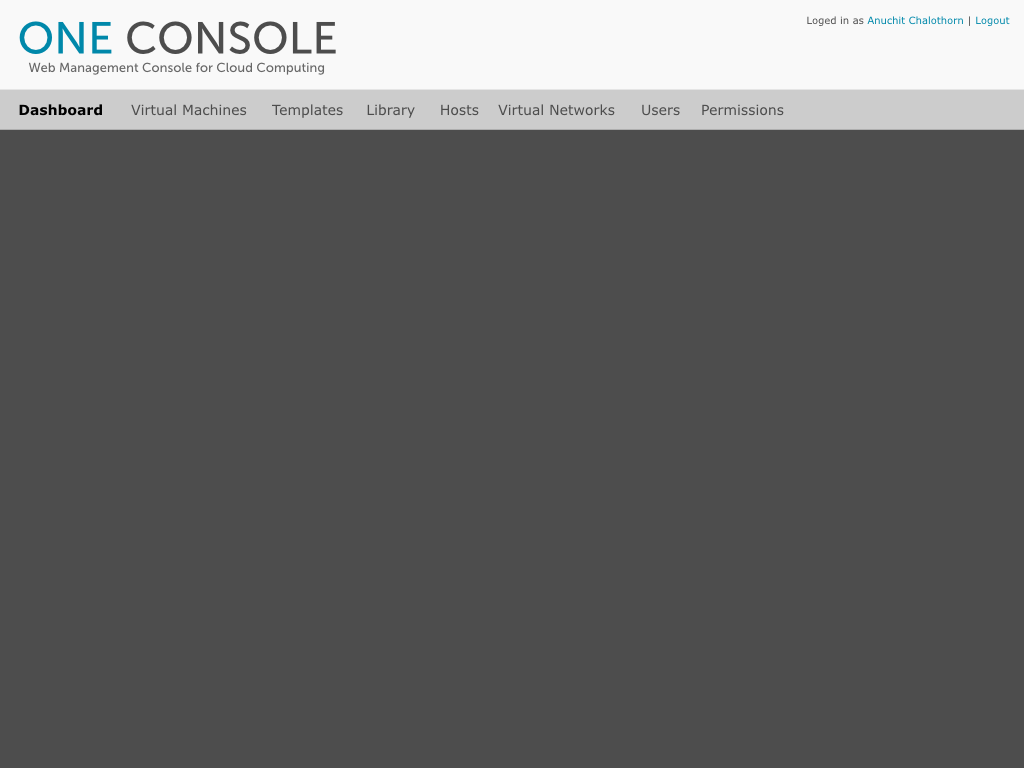 ONE CONSOLE
Web Management Console for Cloud Computing
Loged in as Anuchit Chalothorn | Logout
Dashboard Virtual Machines Templates Library Hosts Virtual Networks Users Permissions